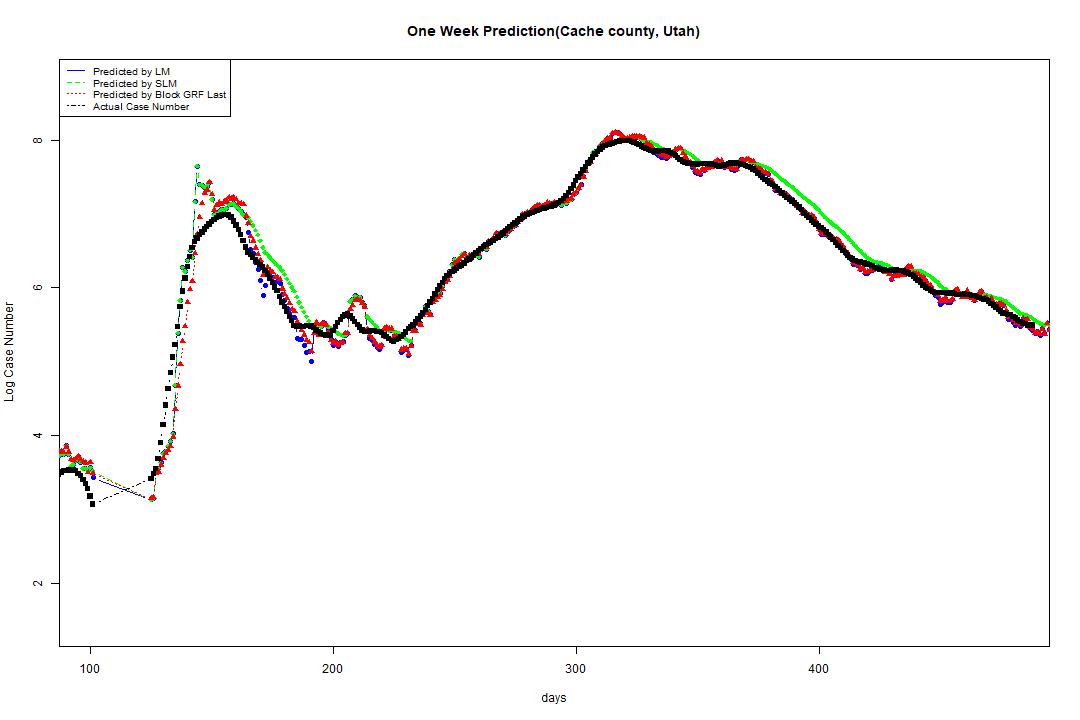 One Week Prediction(Cache county, Utah)
Predicted by LM
Predicted by SLM
Predicted by Block GRF Last
Actual Case Number
Log Case Number
8
6
4
2
100 200 300 400
days